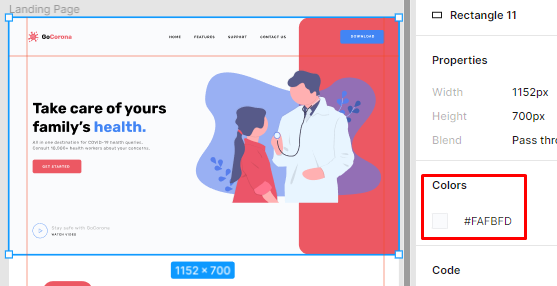 Landing Page
GoCorona
HOME FEATURES SUPPORT CONTACT US
DOWNLOAD
Take care of yours
family's health.
All in one destination for COVID-19 health queries.
Consult 10,000+ health workers about your concerns.
GET STARTED
Stay safe with GoCorona
WATCH VIDEO
1152 × 700
Rectangle 11
Properties
Width 1152px
Height 700px
Blend Pass thro
Colors
#FAFBFD
Code